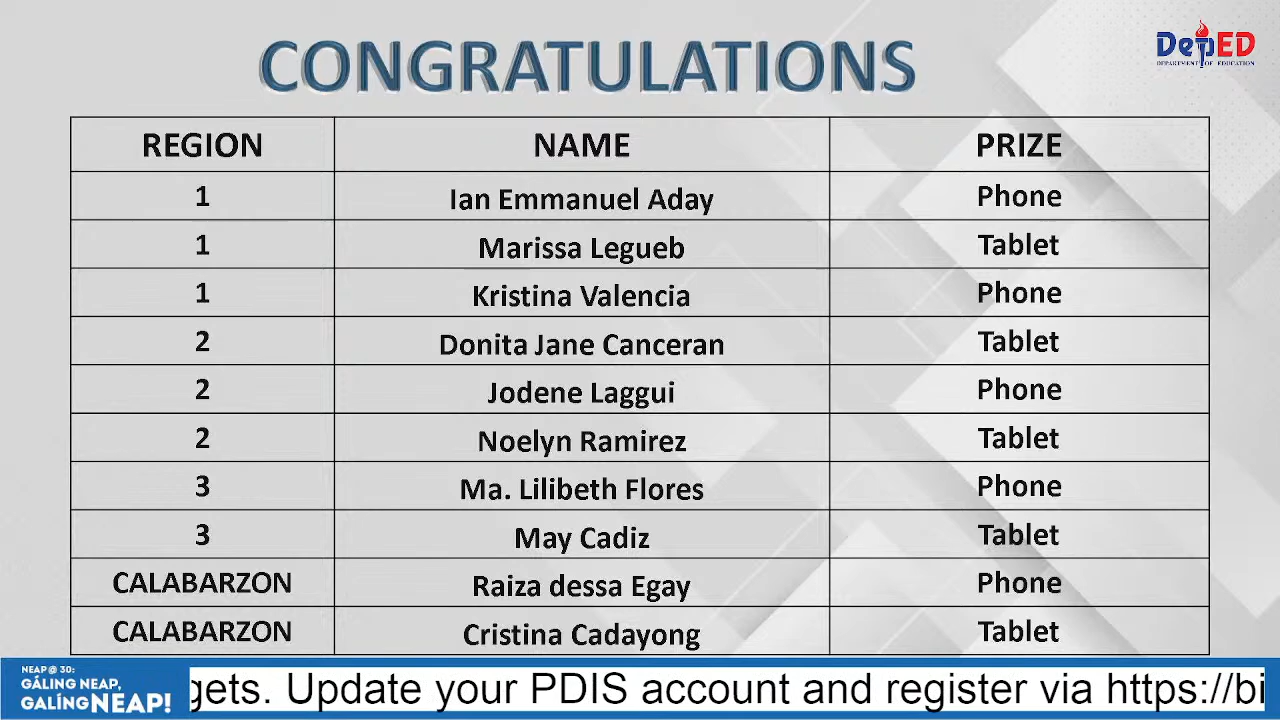 CONGRATULATIONS
DepED
DEPARTMENT OF EDUCATION
REGION NAME PRIZE
1 Ian Emmanuel Aday Phone
1 Marissa Legueb Tablet
1 Kristina Valencia Phone
2 Donita Jane Canceran Tablet
2 Jodene Laggui Phone
2 Noelyn Ramirez Tablet
3 Ma. Lilibeth Flores Phone
3 May Cadiz Tablet
CALABARZON Raiza dessa Egay Phone
CALABARZON Cristina Cadayong Tablet
NEAP @ 30:
GÁLING NEAP,
GALÍNG NEAP!
gets. Update your PDIS account and register via https://bi